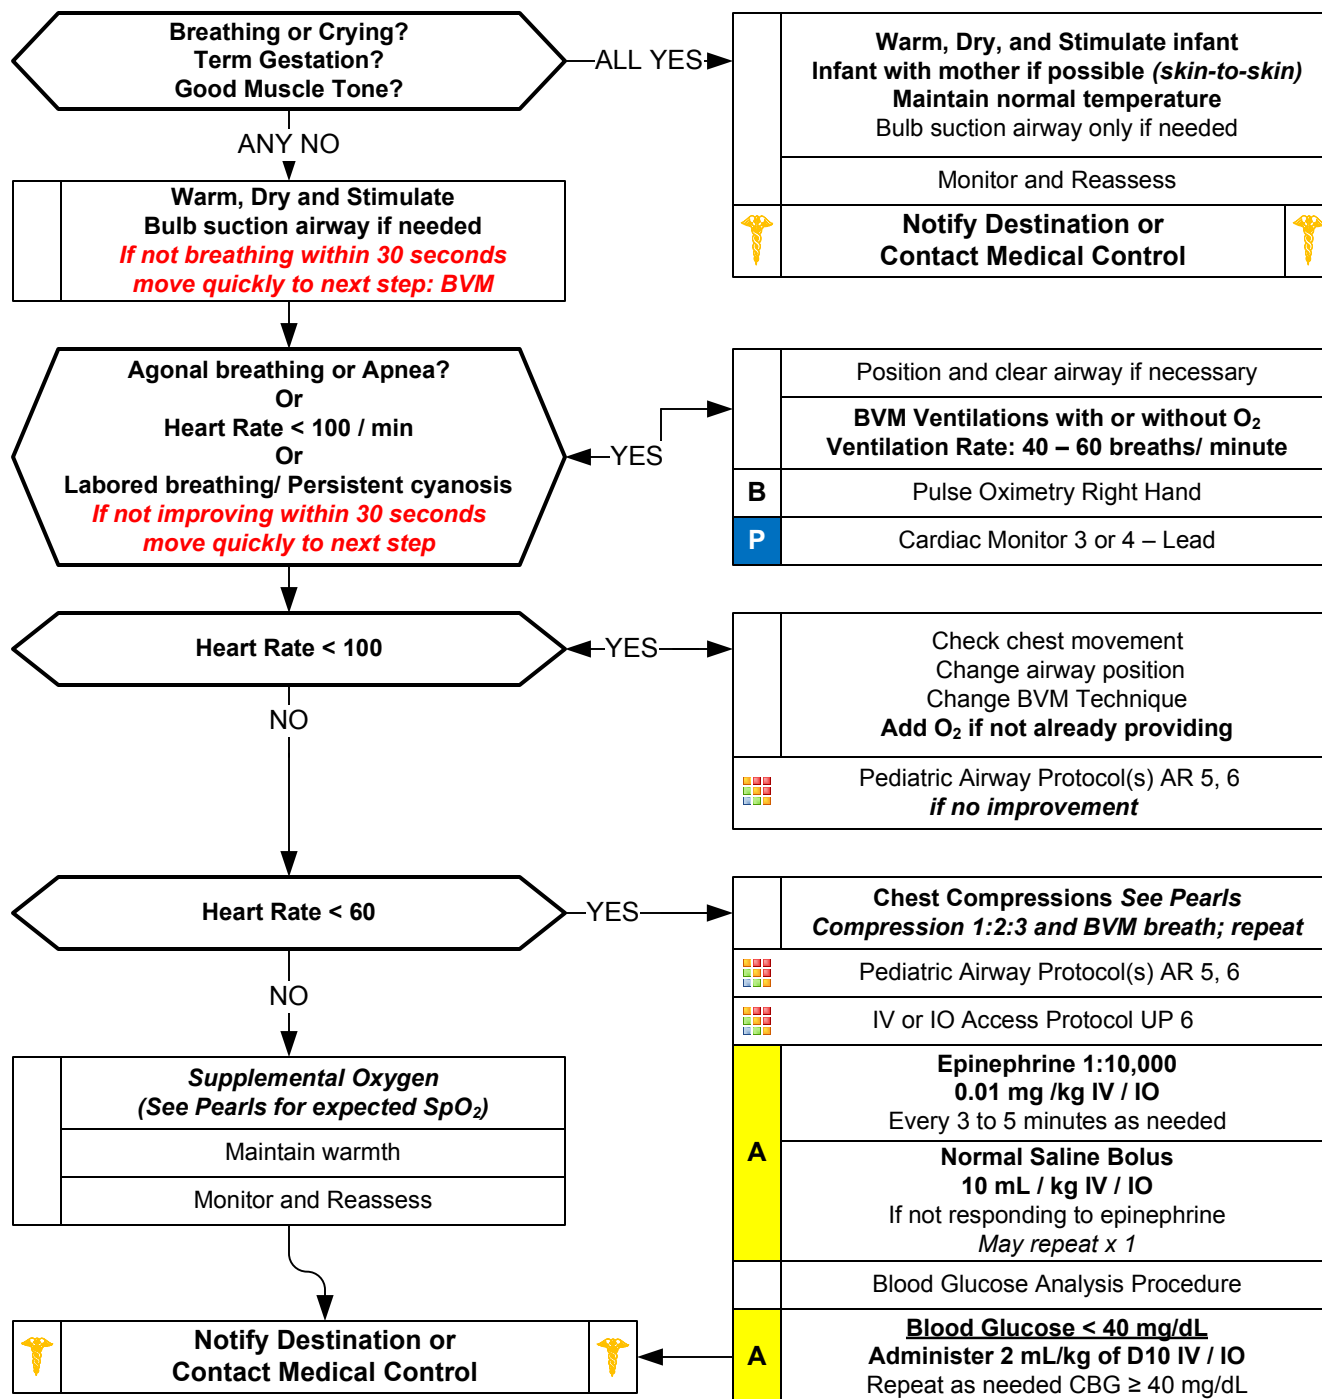 Breathing or Crying?
Term Gestation?
Good Muscle Tone?
ALL YES
Warm, Dry, and Stimulate infant
Infant with mother if possible (skin-to-skin)
Maintain normal temperature
Bulb suction airway only if needed
Monitor and Reassess
Notify Destination or
Contact Medical Control
ANY NO
Warm, Dry and Stimulate
Bulb suction airway if needed
If not breathing within 30 seconds
move quickly to next step: BVM
Agonal breathing or Apnea?
Or
Heart Rate < 100 / min
Or
Labored breathing/ Persistent cyanosis
If not improving within 30 seconds
move quickly to next step
YES
Position and clear airway if necessary
BVM Ventilations with or without O₂
Ventilation Rate: 40 – 60 breaths/ minute
B
Pulse Oximetry Right Hand
P
Cardiac Monitor 3 or 4 – Lead
Heart Rate < 100
YES
Check chest movement
Change airway position
Change BVM Technique
Add O₂ if not already providing
Pediatric Airway Protocol(s) AR 5, 6
if no improvement
NO
Heart Rate < 60
YES
Chest Compressions See Pearls
Compression 1:2:3 and BVM breath; repeat
Pediatric Airway Protocol(s) AR 5, 6
IV or IO Access Protocol UP 6
A
Epinephrine 1:10,000
0.01 mg /kg IV / IO
Every 3 to 5 minutes as needed
Normal Saline Bolus
10 mL / kg IV / IO
If not responding to epinephrine
May repeat x 1
Blood Glucose Analysis Procedure
A
Blood Glucose < 40 mg/dL
Administer 2 mL/kg of D10 IV / IO
Repeat as needed CBG ≥ 40 mg/dL
NO
Supplemental Oxygen
(See Pearls for expected SpO₂)
Maintain warmth
Monitor and Reassess
Notify Destination or
Contact Medical Control